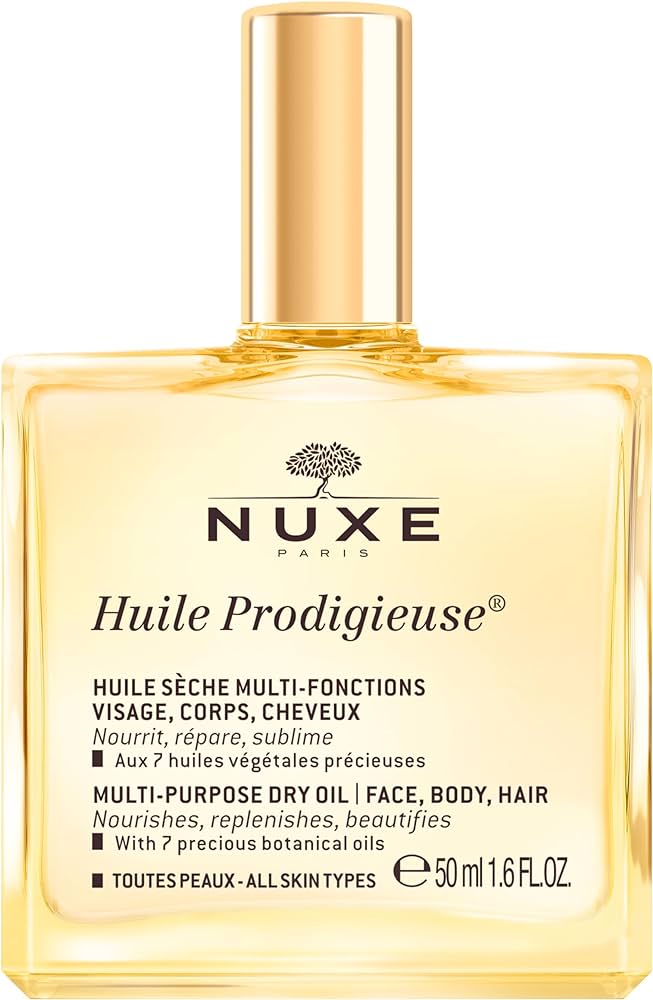 NUXE
PARIS
Huile Prodigieuse®
HUILE SÈCHE MULTI-FONCTIONS
VISAGE, CORPS, CHEVEUX
Nourrit, répare, sublime
■ Aux 7 huiles végétales précieuses
MULTI-PURPOSE DRY OIL | FACE, BODY, HAIR
Nourishes, replenishes, beautifies
■ With 7 precious botanical oils
■ TOUTES PEAUX - ALL SKIN TYPES ℮ 50 ml 1.6 FL.OZ.